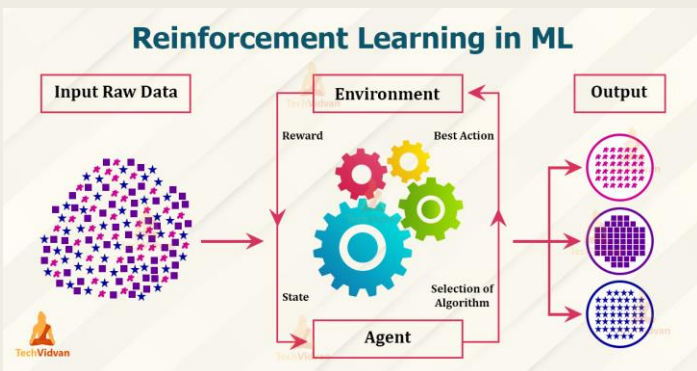 Reinforcement Learning in ML
Input Raw Data
Environment
Output
Reward
Best Action
State
Selection of
Algorithm
Agent
TechVidvan